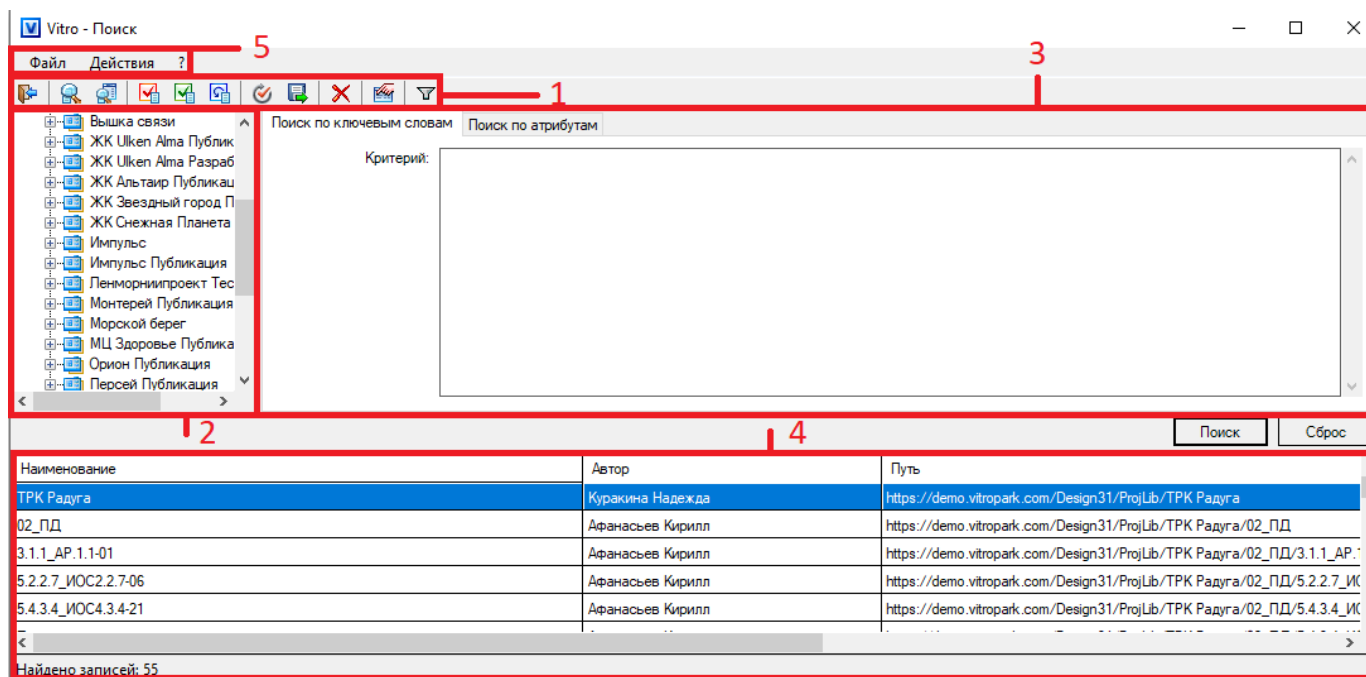 Vitro - Поиск
5
3
Файл Действия ?
1
Вышка связи
ЖК Ulken Alma Публик
ЖК Ulken Alma Разраб
ЖК Альтаир Публикац
ЖК Звездный город П
ЖК Снежная Планета
Импульс
Импульс Публикация
Ленморниипроект Тес
Монтерей Публикация
Морской берег
МЦ Здоровье Публика
Орион Публикация
Персей Публикация
Поиск по ключевым словам Поиск по атрибутам
Критерий:
2
4
Поиск Сброс
Наименование Автор Путь
ТРК Радуга Куракина Надежда https://demo.vitropark.com/Design31/ProjLib/ТРК Радуга
02_ПД Афанасьев Кирилл https://demo.vitropark.com/Design31/ProjLib/ТРК Радуга/02_ПД
3.1.1_АР.1.1-01 Афанасьев Кирилл https://demo.vitropark.com/Design31/ProjLib/ТРК Радуга/02_ПД/3.1.1_АР.
5.2.2.7_ИОС2.2.7-06 Афанасьев Кирилл https://demo.vitropark.com/Design31/ProjLib/ТРК Радуга/02_ПД/5.2.2.7_ИО
5.4.3.4_ИОС4.3.4-21 Афанасьев Кирилл https://demo.vitropark.com/Design31/ProjLib/ТРК Радуга/02_ПД/5.4.3.4_ИО
Найдено записей: 55